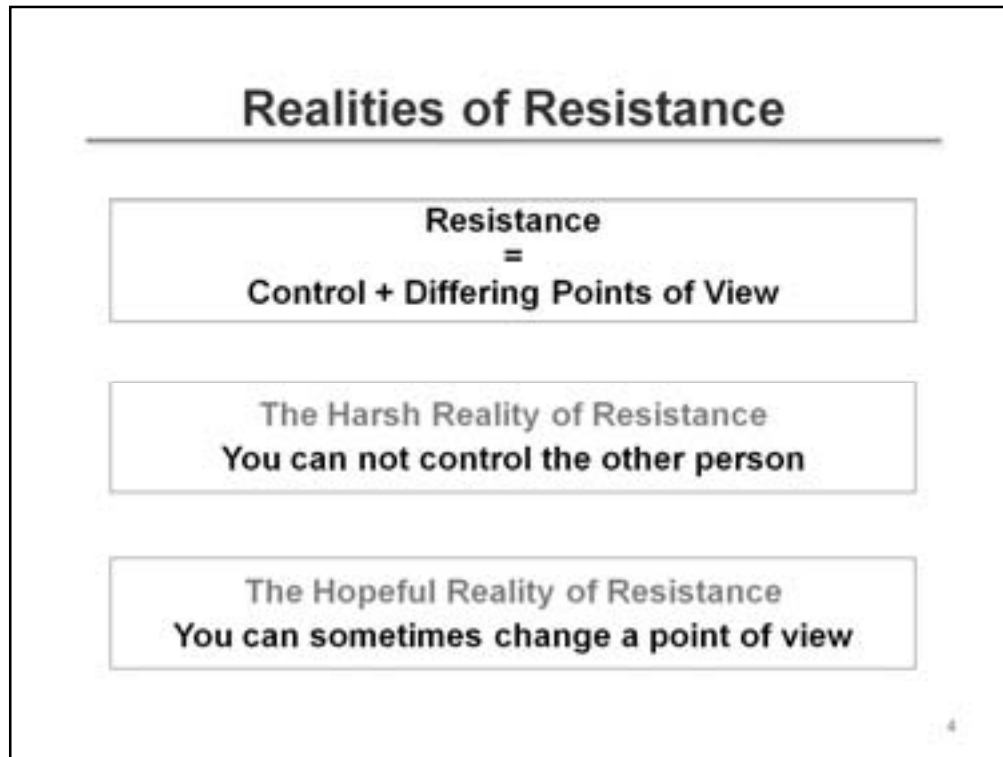 Realities of Resistance
Resistance
=
Control + Differing Points of View
The Harsh Reality of Resistance
You can not control the other person
The Hopeful Reality of Resistance
You can sometimes change a point of view
4